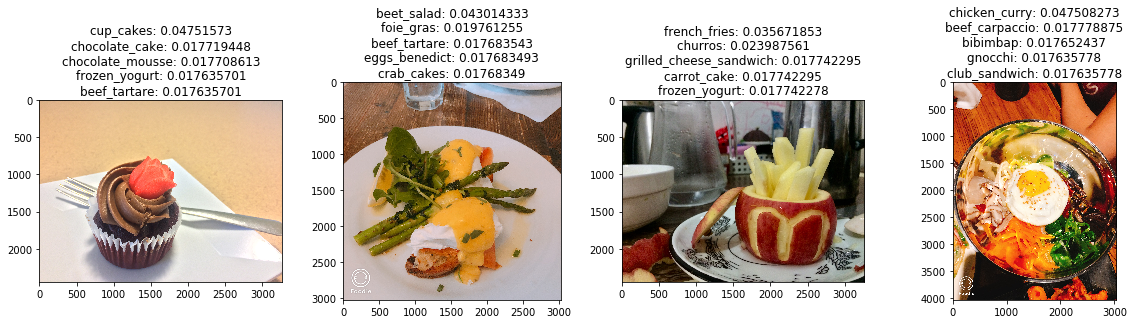 cup_cakes: 0.04751573
chocolate_cake: 0.017719448
chocolate_mousse: 0.017708613
frozen_yogurt: 0.017635701
beef_tartare: 0.017635701
0
500
1000
1500
2000
0 500 1000 1500 2000 2500 3000
beet_salad: 0.043014333
foie_gras: 0.019761255
beef_tartare: 0.017683543
eggs_benedict: 0.017683493
crab_cakes: 0.01768349
0
500
1000
1500
2000
2500
3000
Foodie
0 500 1000 1500 2000 2500 3000
french_fries: 0.035671853
churros: 0.023987561
grilled_cheese_sandwich: 0.017742295
carrot_cake: 0.017742295
frozen_yogurt: 0.017742278
0
500
1000
1500
2000
m
0 500 1000 1500 2000 2500 3000
chicken_curry: 0.047508273
beef_carpaccio: 0.017778875
bibimbap: 0.017652437
gnocchi: 0.017635778
club_sandwich: 0.017635778
0
500
1000
1500
2000
2500
3000
3500
4000
0 1000 2000 3000